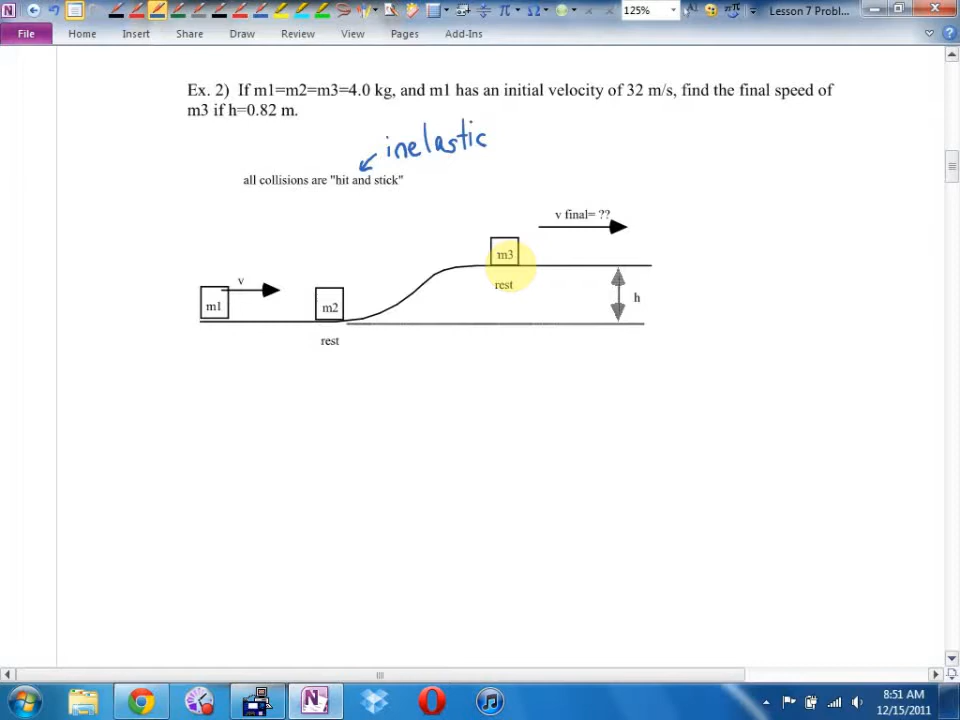 125%
Lesson 7 Probl...
File Home Insert Share Draw Review View Pages Add-Ins
Ex. 2) If m1=m2=m3=4.0 kg, and m1 has an initial velocity of 32 m/s, find the final speed of
m3 if h=0.82 m.
inelastic
all collisions are "hit and stick"
v final= ??
m3
v
rest
h
m1
m2
rest
8:51 AM
12/15/2011